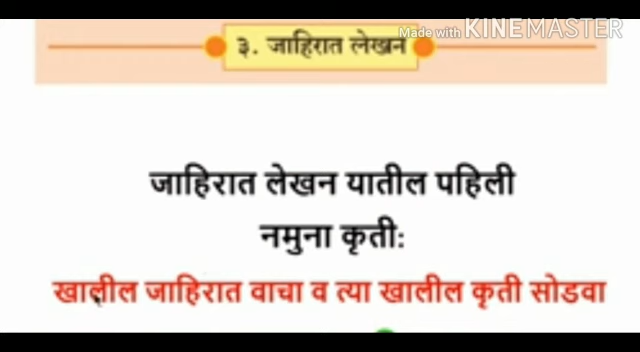 Made with KINEMASTER
३. जाहिरात लेखन
जाहिरात लेखन यातील पहिली
नमुना कृती:
खालील जाहिरात वाचा व त्या खालील कृती सोडवा